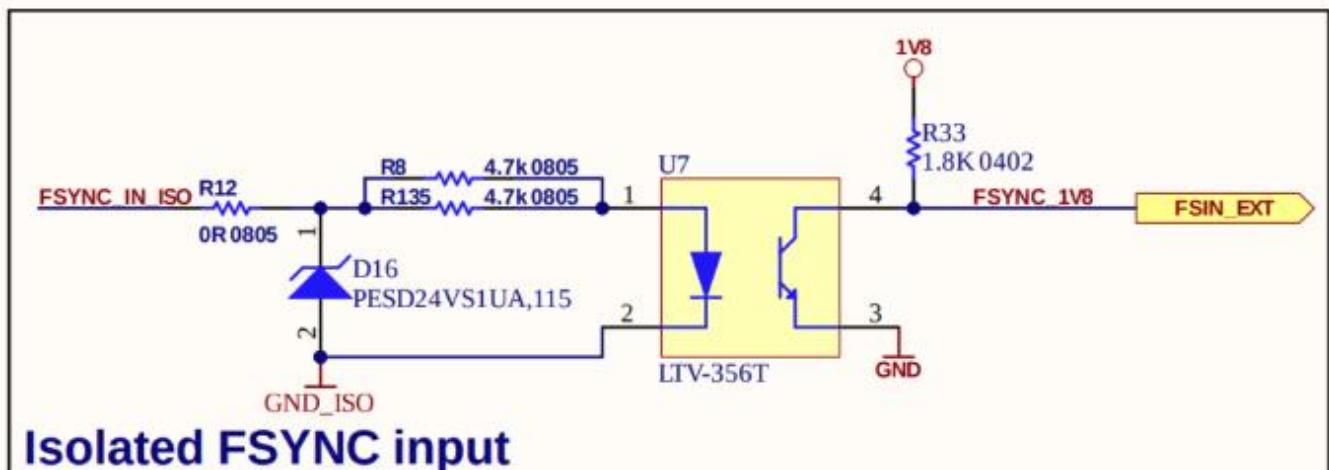 1V8
R33
1.8K 0402
R8 4.7k 0805
R135 4.7k 0805
U7
FSYNC_IN_ISO
R12
0R 0805
1
1
4
FSYNC_1V8
FSIN_EXT
D16
PESD24VS1UA,115
2
2
3
GND
LTV-356T
GND_ISO
Isolated FSYNC input